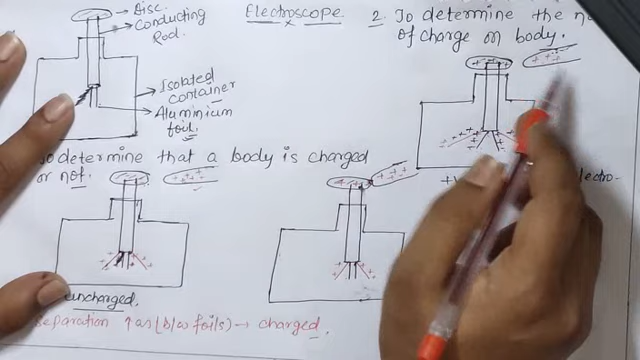 Electroscope
Disc.
Conducting
Rod.
Isolated
container
Aluminium
foil.
2. To determine the
of charge on body.
determine that a body is charged
or not.
uncharged.
separation ↑ as (b/w foils) → charged.
electro-